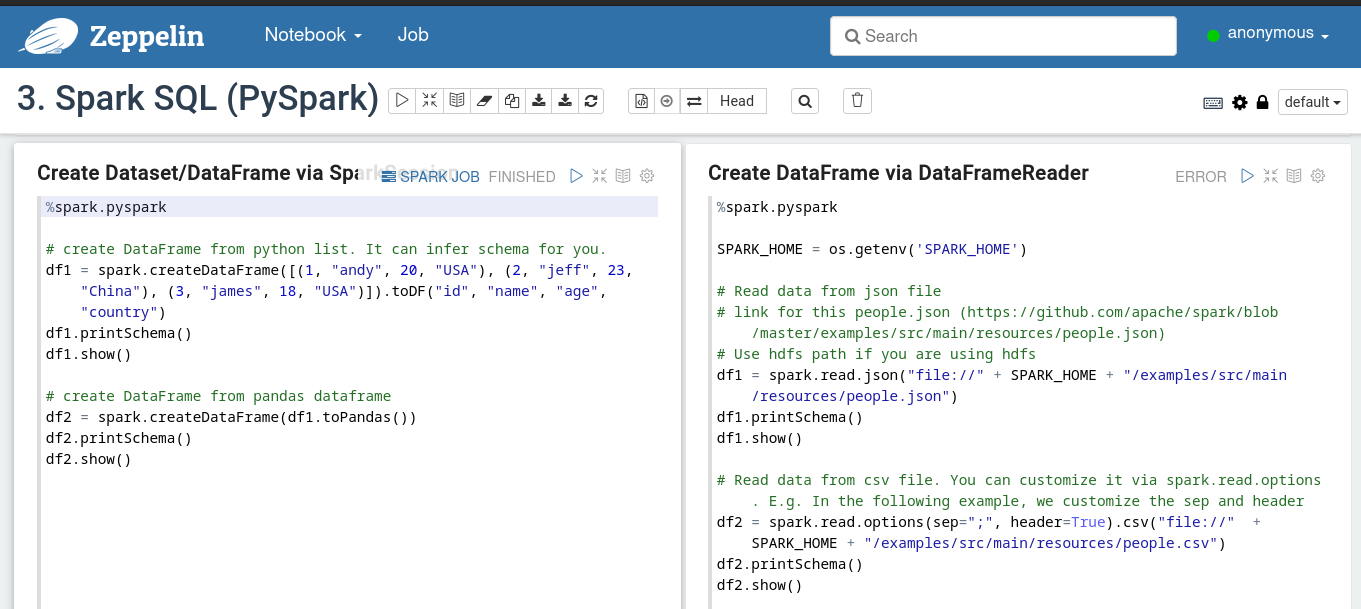 Zeppelin
Notebook
Job
Search
anonymous
3. Spark SQL (PySpark)
Head
default
Create Dataset/DataFrame via SparkSession
SPARK JOB FINISHED
%spark.pyspark
# create DataFrame from python list. It can infer schema for you.
df1 = spark.createDataFrame([(1, "andy", 20, "USA"), (2, "jeff", 23,
"China"), (3, "james", 18, "USA")]).toDF("id", "name", "age",
"country")
df1.printSchema()
df1.show()
# create DataFrame from pandas dataframe
df2 = spark.createDataFrame(df1.toPandas())
df2.printSchema()
df2.show()
Create DataFrame via DataFrameReader
ERROR
%spark.pyspark
SPARK_HOME = os.getenv('SPARK_HOME')
# Read data from json file
# link for this people.json (https://github.com/apache/spark/blob
/master/examples/src/main/resources/people.json)
# Use hdfs path if you are using hdfs
df1 = spark.read.json("file://" + SPARK_HOME + "/examples/src/main
/resources/people.json")
df1.printSchema()
df1.show()
# Read data from csv file. You can customize it via spark.read.options
. E.g. In the following example, we customize the sep and header
df2 = spark.read.options(sep=";", header=True).csv("file://" +
SPARK_HOME + "/examples/src/main/resources/people.csv")
df2.printSchema()
df2.show()